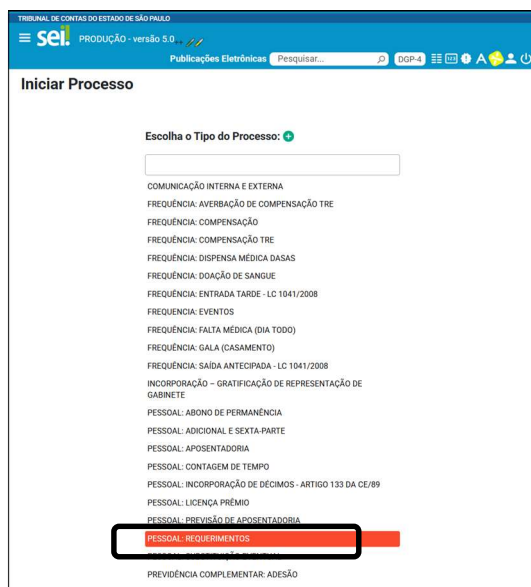 TRIBUNAL DE CONTAS DO ESTADO DE SÃO PAULO
sei. PRODUÇÃO - versão 5.0
Publicações Eletrônicas Pesquisar... DGP-4
Iniciar Processo
Escolha o Tipo do Processo:
COMUNICAÇÃO INTERNA E EXTERNA
FREQUÊNCIA: AVERBAÇÃO DE COMPENSAÇÃO TRE
FREQUÊNCIA: COMPENSAÇÃO
FREQUÊNCIA: COMPENSAÇÃO TRE
FREQUÊNCIA: DISPENSA MÉDICA DASAS
FREQUÊNCIA: DOAÇÃO DE SANGUE
FREQUÊNCIA: ENTRADA TARDE - LC 1041/2008
FREQUENCIA: EVENTOS
FREQUÊNCIA: FALTA MÉDICA (DIA TODO)
FREQUÊNCIA: GALA (CASAMENTO)
FREQUÊNCIA: SAÍDA ANTECIPADA - LC 1041/2008
INCORPORAÇÃO – GRATIFICAÇÃO DE REPRESENTAÇÃO DE
GABINETE
PESSOAL: ABONO DE PERMANÊNCIA
PESSOAL: ADICIONAL E SEXTA-PARTE
PESSOAL: APOSENTADORIA
PESSOAL: CONTAGEM DE TEMPO
PESSOAL: INCORPORAÇÃO DE DÉCIMOS - ARTIGO 133 DA CE/89
PESSOAL: LICENÇA PRÊMIO
PESSOAL: PREVISÃO DE APOSENTADORIA
PESSOAL: REQUERIMENTOS
PREVIDÊNCIA COMPLEMENTAR: ADESÃO